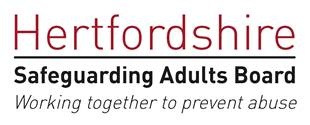 Hertfordshire
Safeguarding Adults Board
Working together to prevent abuse